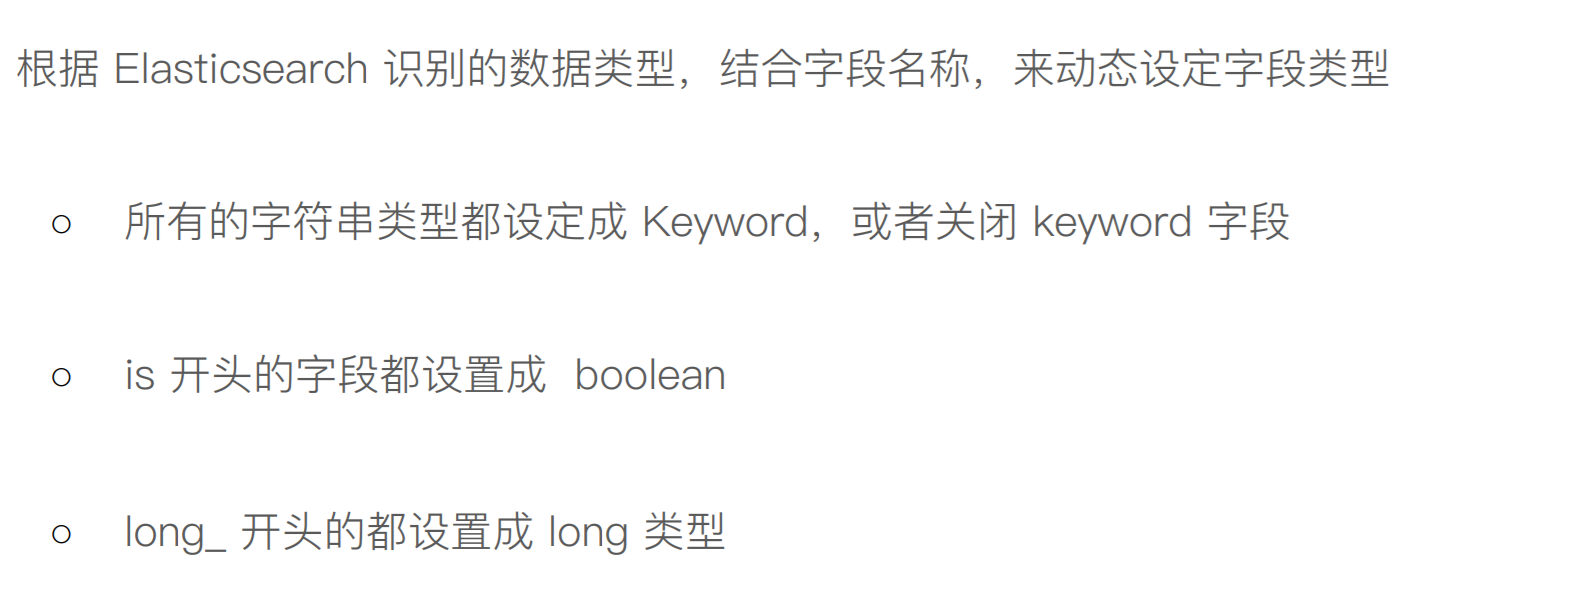 根据 Elasticsearch 识别的数据类型，结合字段名称，来动态设定字段类型
○ 所有的字符串类型都设定成 Keyword，或者关闭 keyword 字段
○ is 开头的字段都设置成 boolean
○ long_ 开头的都设置成 long 类型